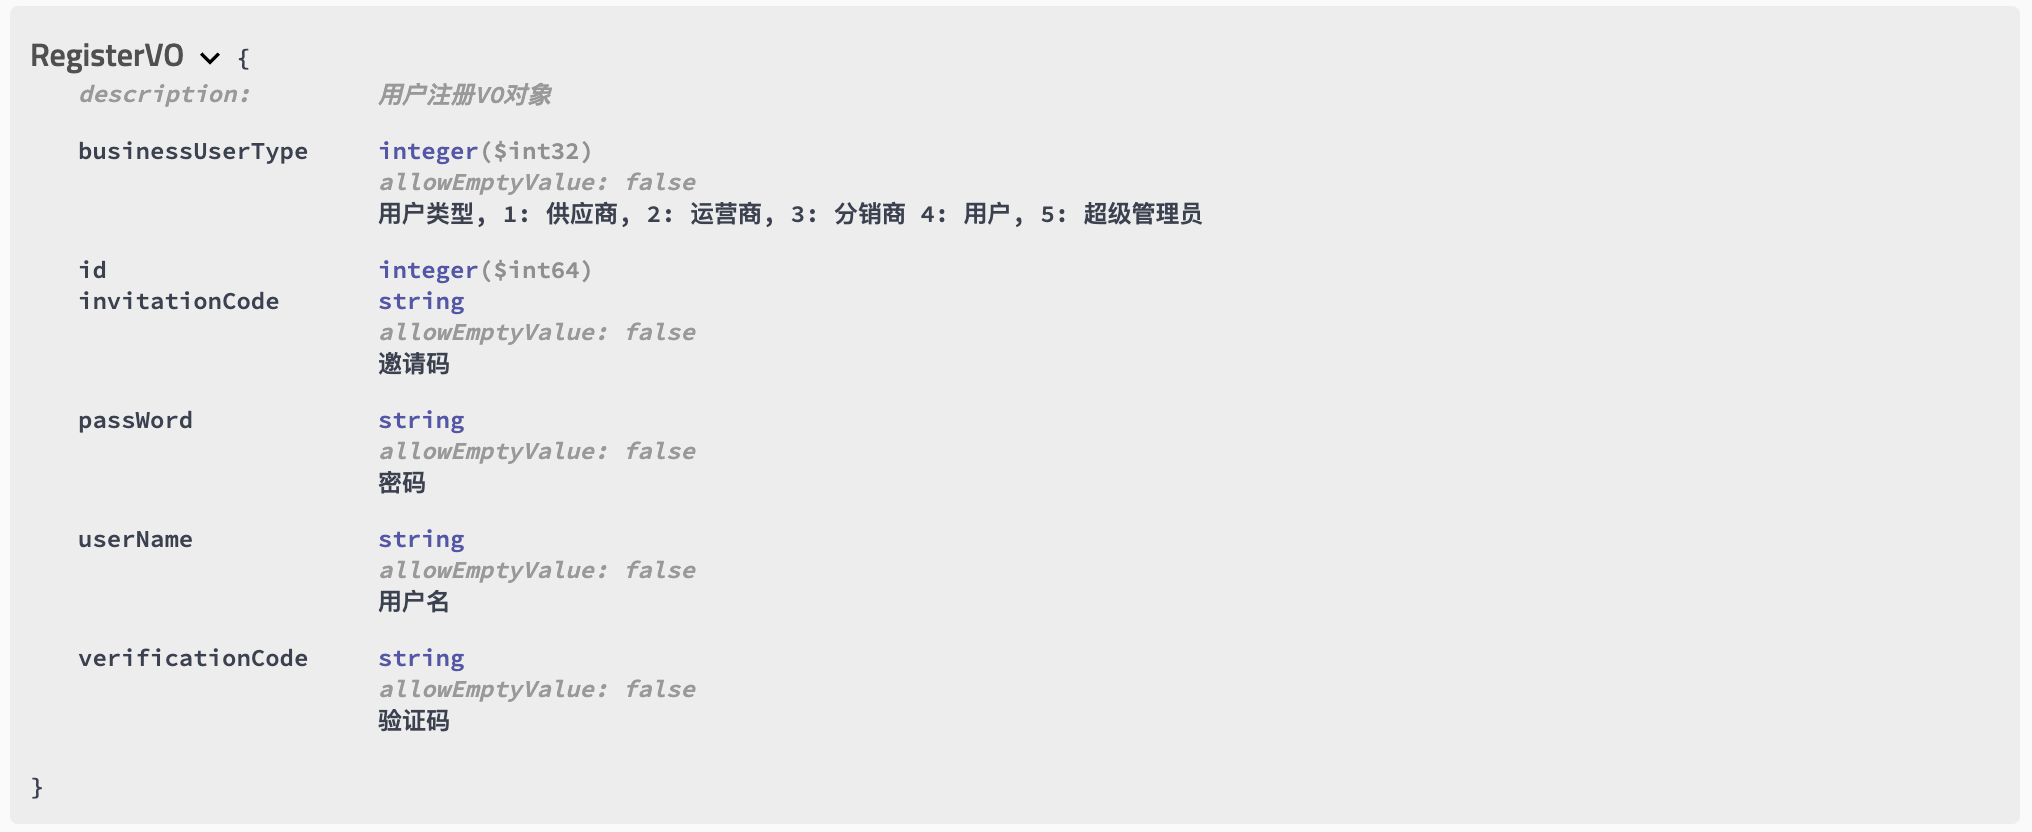 RegisterVO {
description: 用户注册VO对象
businessUserType integer($int32)
allowEmptyValue: false
用户类型, 1: 供应商, 2: 运营商, 3: 分销商 4: 用户, 5: 超级管理员
id integer($int64)
invitationCode string
allowEmptyValue: false
邀请码
passWord string
allowEmptyValue: false
密码
userName string
allowEmptyValue: false
用户名
verificationCode string
allowEmptyValue: false
验证码
}